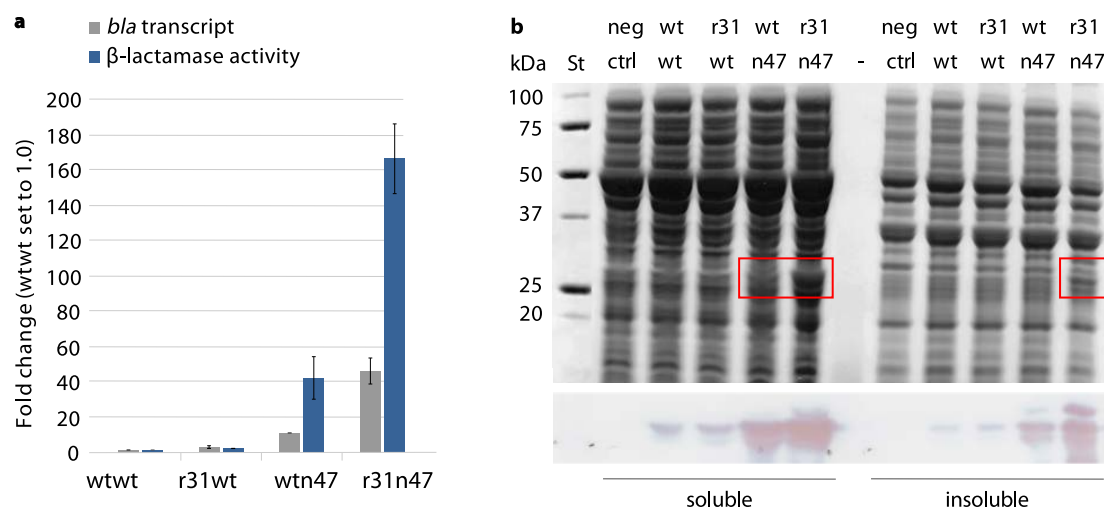 a
bla transcript
β-lactamase activity
Fold change (wtwt set to 1.0)
200
180
160
140
120
100
80
60
40
20
0
wtwt r31wt wtn47 r31n47
b
neg wt r31 wt r31 neg wt r31 wt r31
kDa St ctrl wt wt n47 n47 - ctrl wt wt n47 n47
100
75
50
37
25
20
soluble insoluble